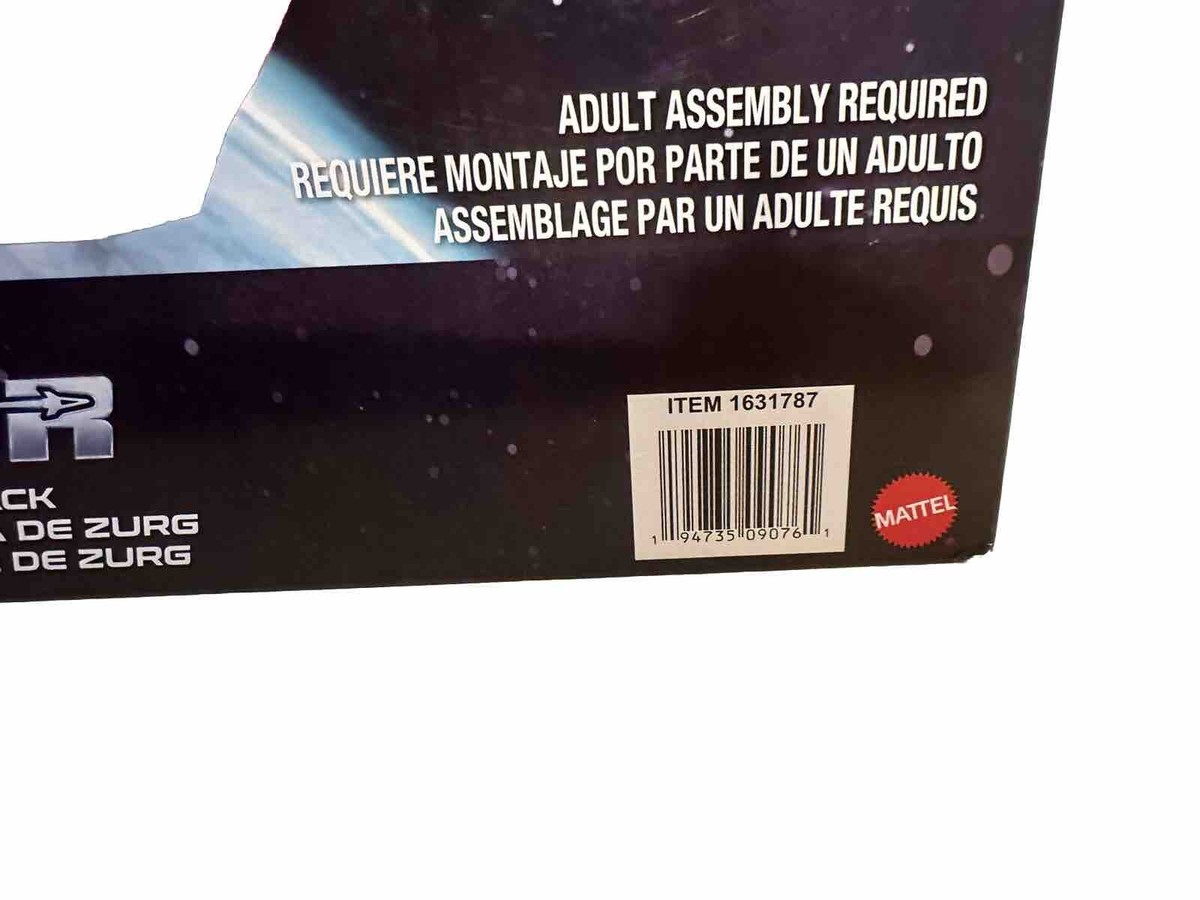 ADULT ASSEMBLY REQUIRED
REQUIERE MONTAJE POR PARTE DE UN ADULTO
ASSEMBLAGE PAR UN ADULTE REQUIS
R
CK
DE ZURG
DE ZURG
ITEM 1631787
1 94735 09076 1
MATTEL